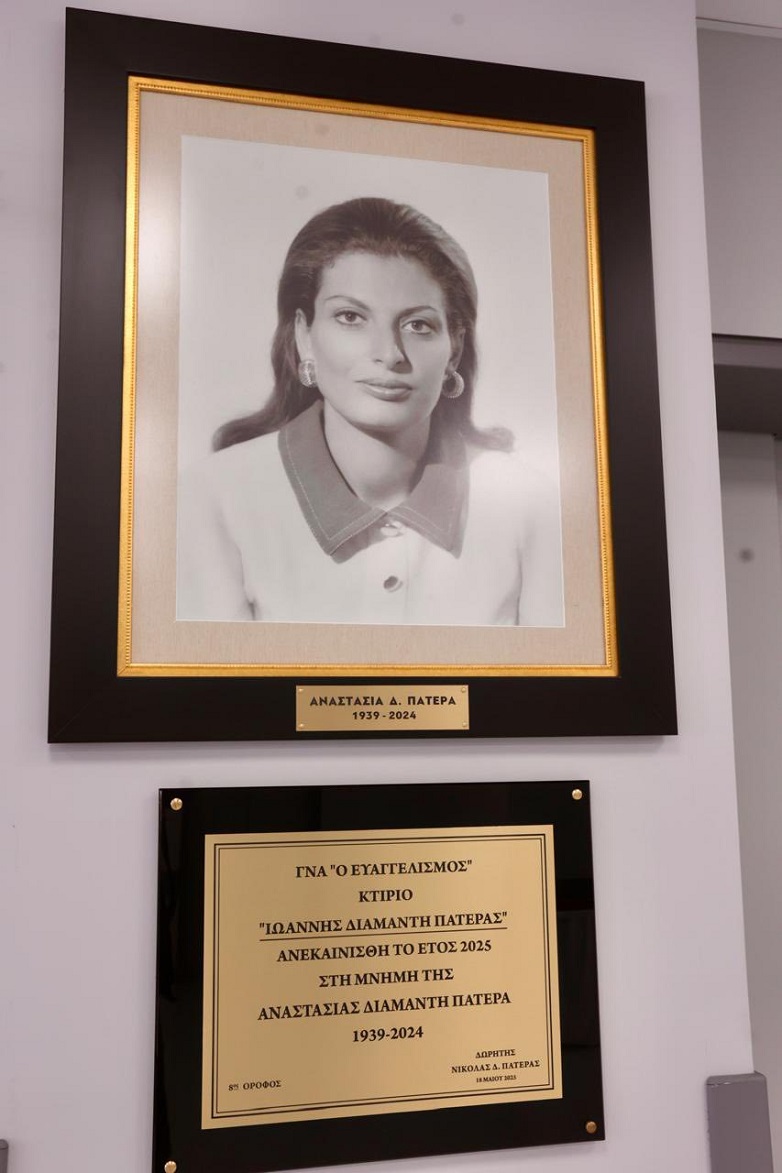 ΑΝΑΣΤΑΣΙΑ Δ. ΠΑΤΕΡΑ
1939 - 2024
ΓΝΑ "Ο ΕΥΑΓΓΕΛΙΣΜΟΣ"
ΚΤΙΡΙΟ
"ΙΩΑΝΝΗΣ ΔΙΑΜΑΝΤΗ ΠΑΤΕΡΑΣ"
ΑΝΕΚΑΙΝΙΣΘΗ ΤΟ ΕΤΟΣ 2025
ΣΤΗ ΜΝΗΜΗ ΤΗΣ
ΑΝΑΣΤΑΣΙΑΣ ΔΙΑΜΑΝΤΗ ΠΑΤΕΡΑ
1939-2024
ΔΩΡΗΤΗΣ
ΝΙΚΟΛΑΣ Δ. ΠΑΤΕΡΑΣ
18 ΜΑΙΟΥ 2025
8ος ΟΡΟΦΟΣ